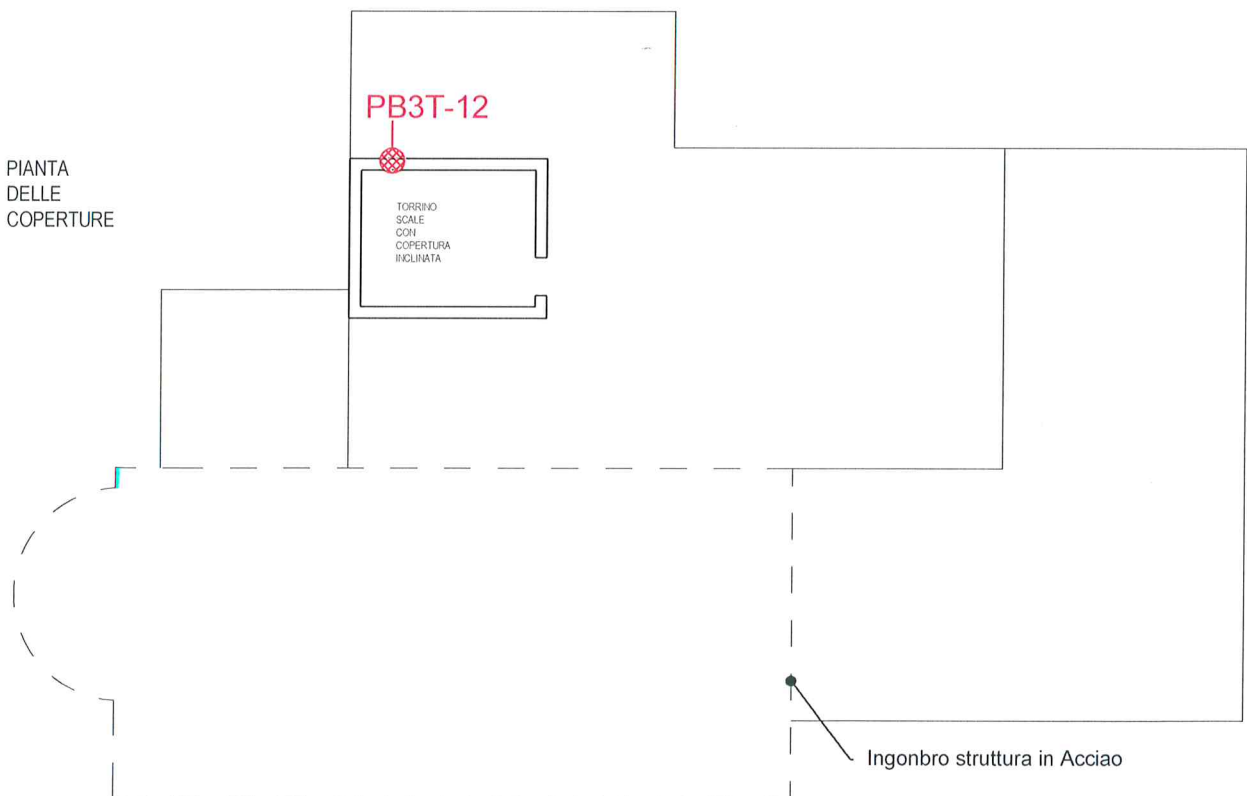 PB3T-12
PIANTA
DELLE
COPERTURE
TORRINO
SCALE
CON
COPERTURA
INCLINATA
Ingonbro struttura in Acciao